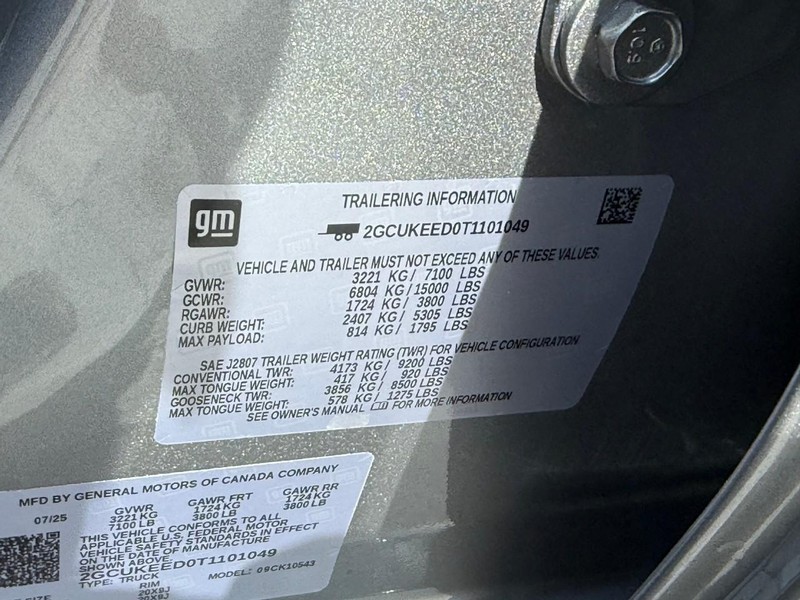 10.9
gm
TRAILERING INFORMATION
2GCUKEED0T1101049
VEHICLE AND TRAILER MUST NOT EXCEED ANY OF THESE VALUES.
GVWR: 3221 KG / 7100 LBS
GCWR: 6804 KG / 15000 LBS
RGAWR: 1724 KG / 3800 LBS
CURB WEIGHT: 2407 KG / 5305 LBS
MAX PAYLOAD: 814 KG / 1795 LBS
SAE J2807 TRAILER WEIGHT RATING (TWR) FOR VEHICLE CONFIGURATION
CONVENTIONAL TWR: 4173 KG / 9200 LBS
MAX TONGUE WEIGHT: 417 KG / 920 LBS
GOOSENECK TWR: 3856 KG / 8500 LBS
MAX TONGUE WEIGHT: 578 KG / 1275 LBS
SEE OWNER'S MANUAL FOR MORE INFORMATION
MFD BY GENERAL MOTORS OF CANADA COMPANY
07/25 GVWR GAWR FRT GAWR RR
3221 KG 1724 KG 1724 KG
7100 LB 3800 LB 3800 LB
THIS VEHICLE CONFORMS TO ALL
APPLICABLE U.S. FEDERAL MOTOR
VEHICLE SAFETY STANDARDS IN EFFECT
ON THE DATE OF MANUFACTURE
SHOWN ABOVE.
2GCUKEED0T1101049
TYPE: TRUCK MODEL: 09CK10543
SIZE RIM
20X9J
20X9J